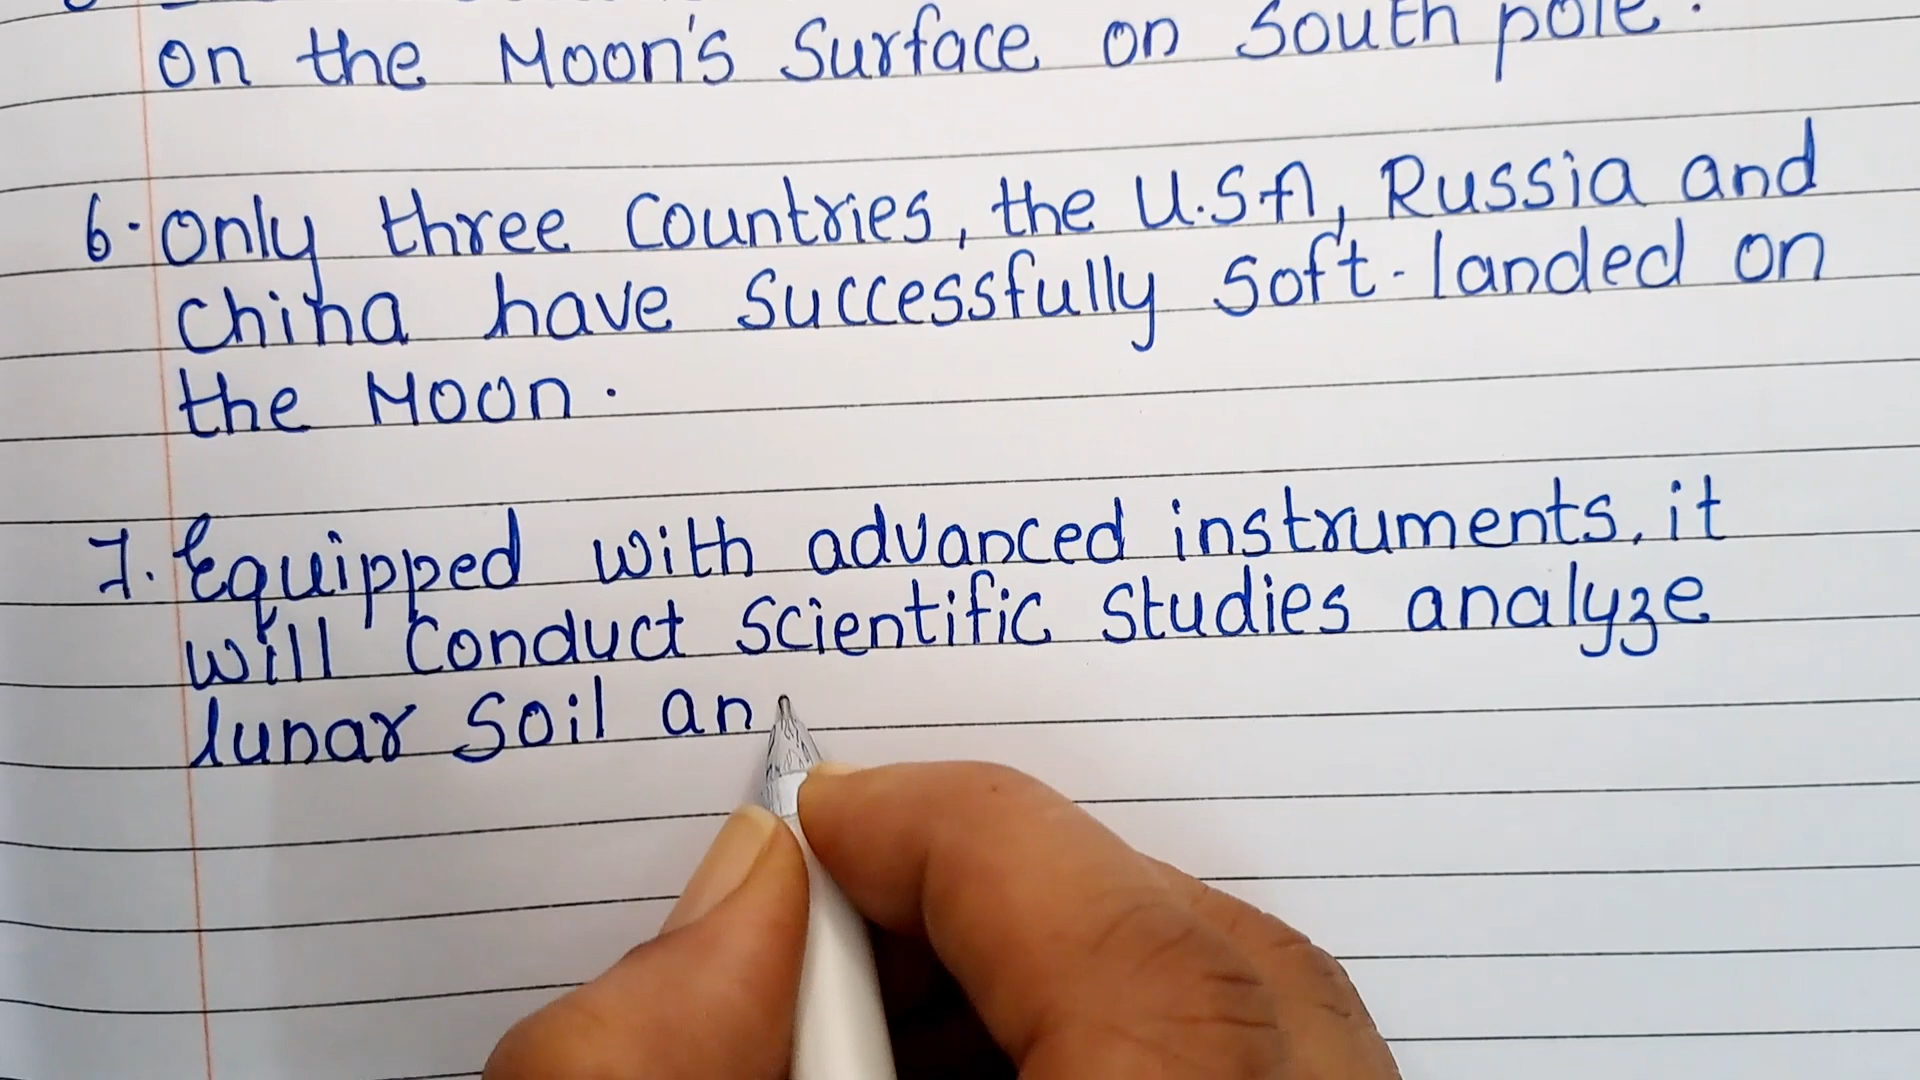 on the Moon's Surface on South pole.
6. Only three Countries, the U.S.A, Russia and
China have Successfully Soft-landed on
the Moon.
7. Equipped with advanced instruments, it
will Conduct Scientific Studies analyze
lunar Soil an